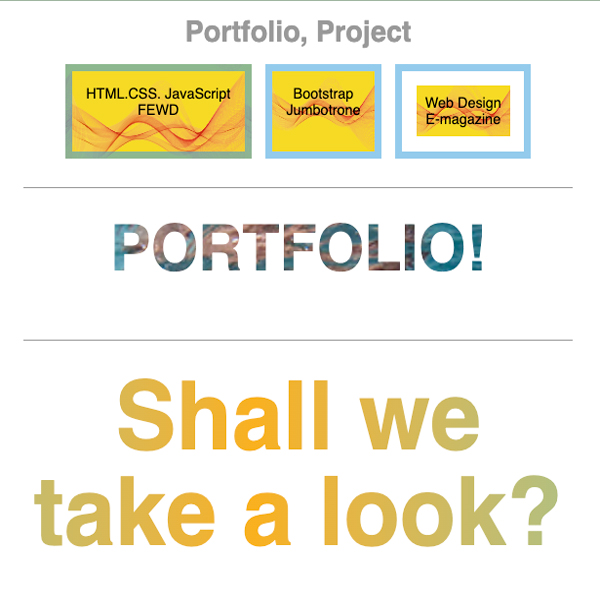 Portfolio, Project
HTML.CSS. JavaScript
FEWD
Bootstrap
Jumbotrone
Web Design
E-magazine
PORTFOLIO!
Shall we
take a look?